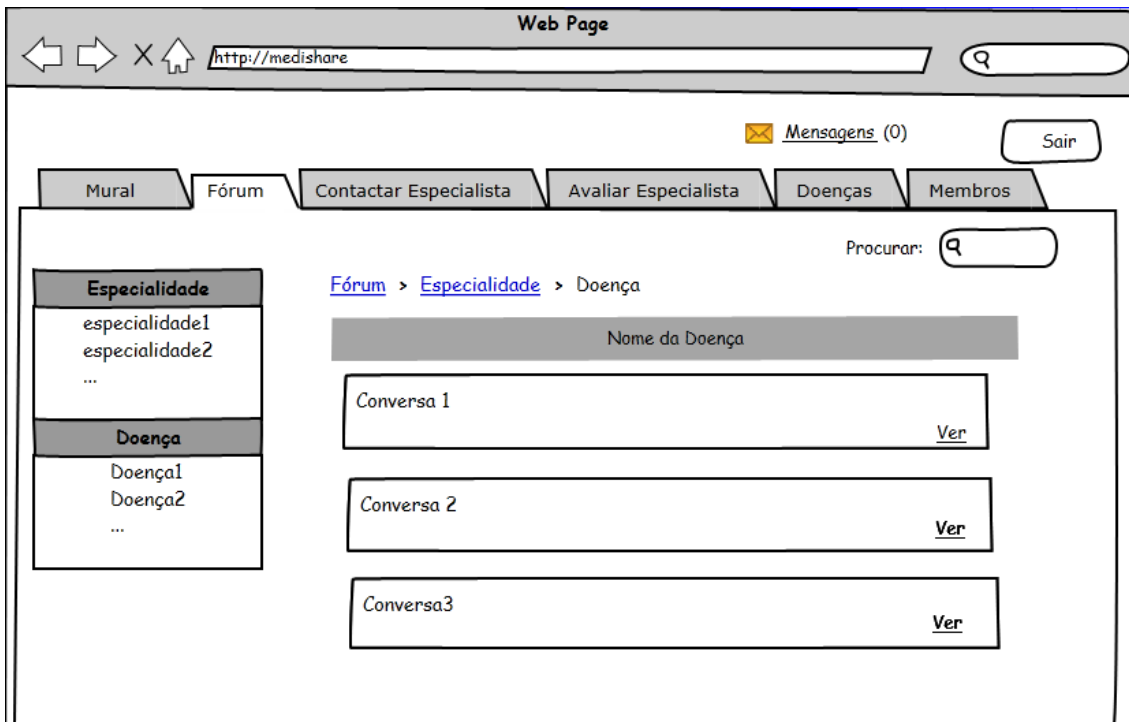 Web Page
http://medishare
Mensagens (0)
Sair
Mural
Fórum
Contactar Especialista
Avaliar Especialista
Doenças
Membros
Procurar:
Especialidade
especialidade1
especialidade2
...
Doença
Doença1
Doença2
...
Fórum > Especialidade > Doença
Nome da Doença
Conversa 1
Ver
Conversa 2
Ver
Conversa3
Ver